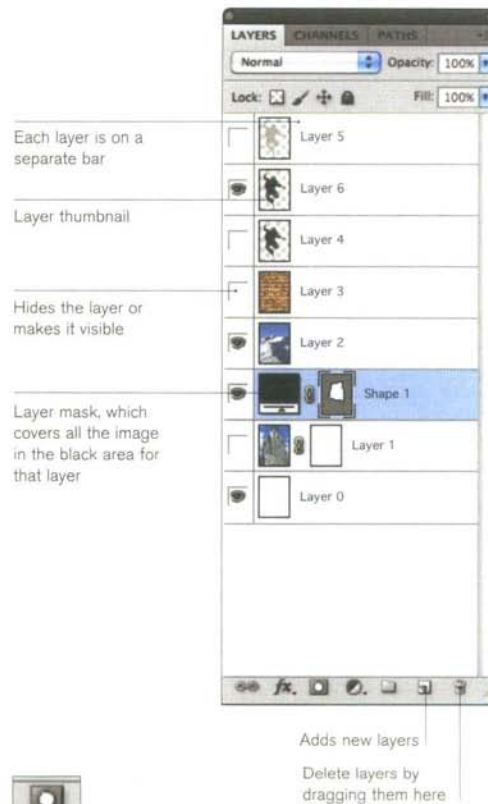 LAYERS CHANNELS PATHS
Normal Opacity: 100%
Lock: Fill: 100%
Each layer is on a
separate bar
Layer 5
Layer thumbnail
Layer 6
Layer 4
Hides the layer or
makes it visible
Layer 3
Layer 2
Layer mask, which
covers all the image
in the black area for
that layer
Shape 1
Layer 1
Layer 0
fx.
Adds new layers
Delete layers by
dragging them here